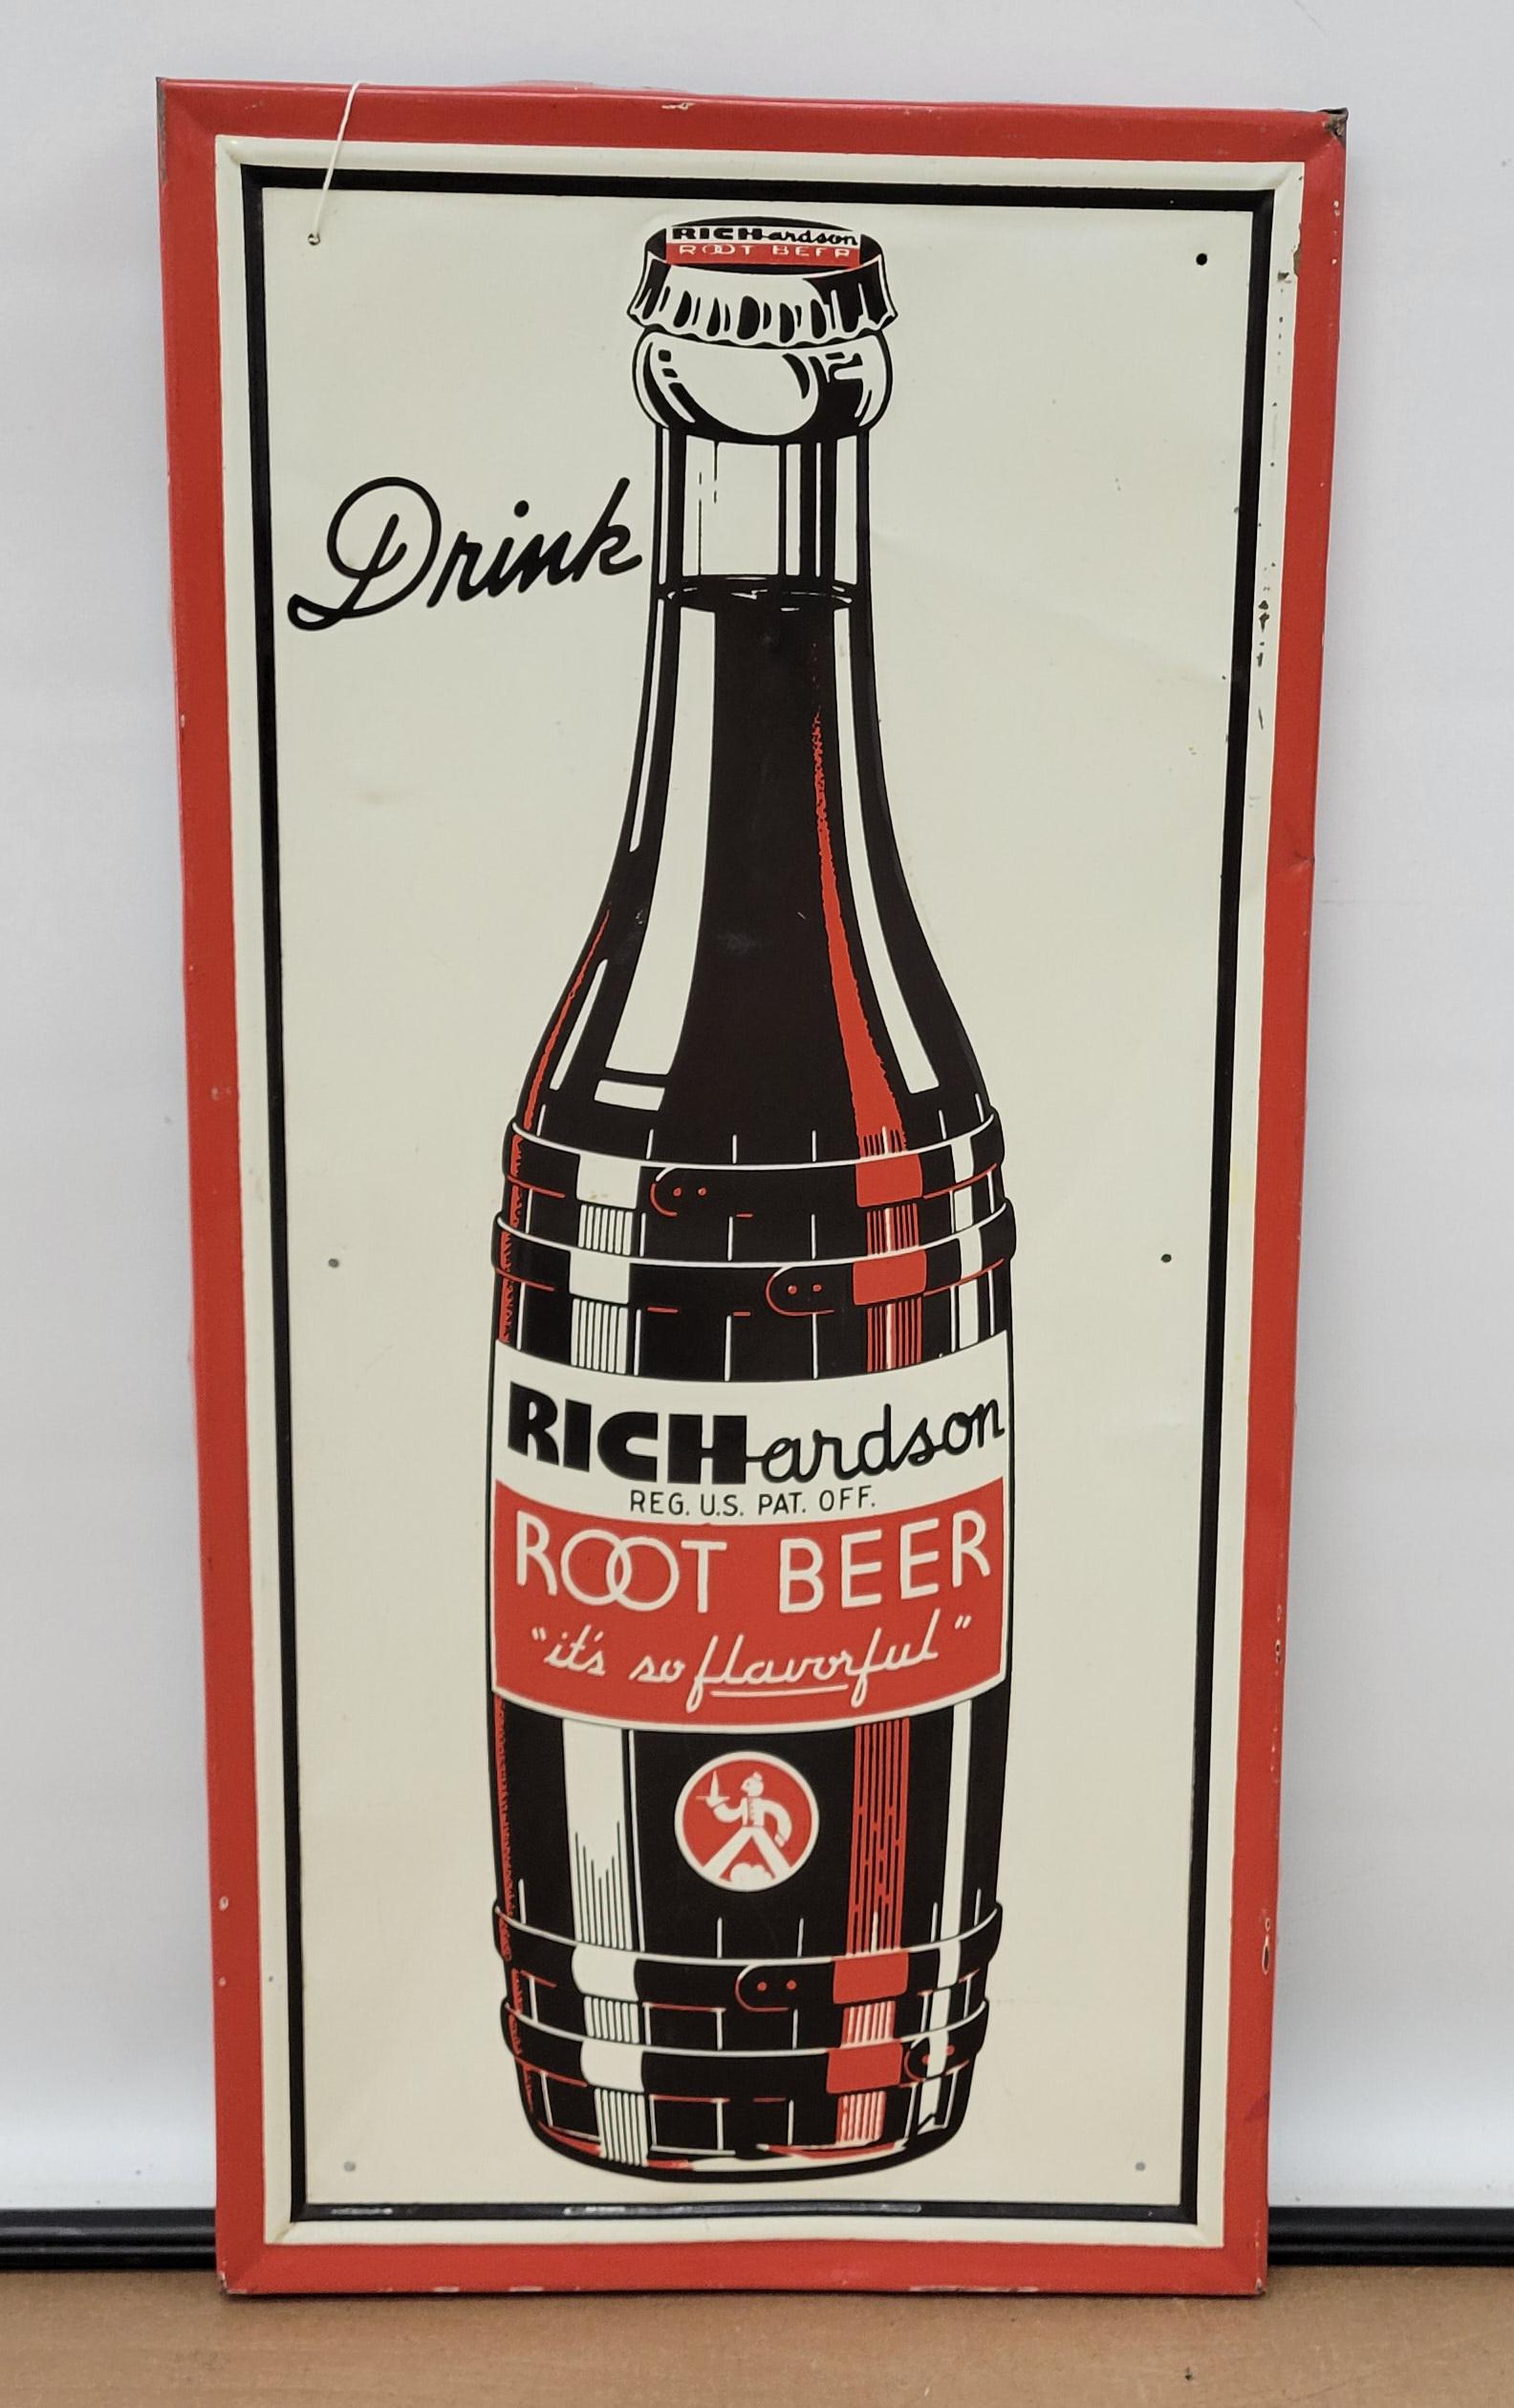 RICHardson
ROOT BEER
Drink
RICHardson
REG. U.S. PAT. OFF.
ROOT BEER
"it's so flavorful"